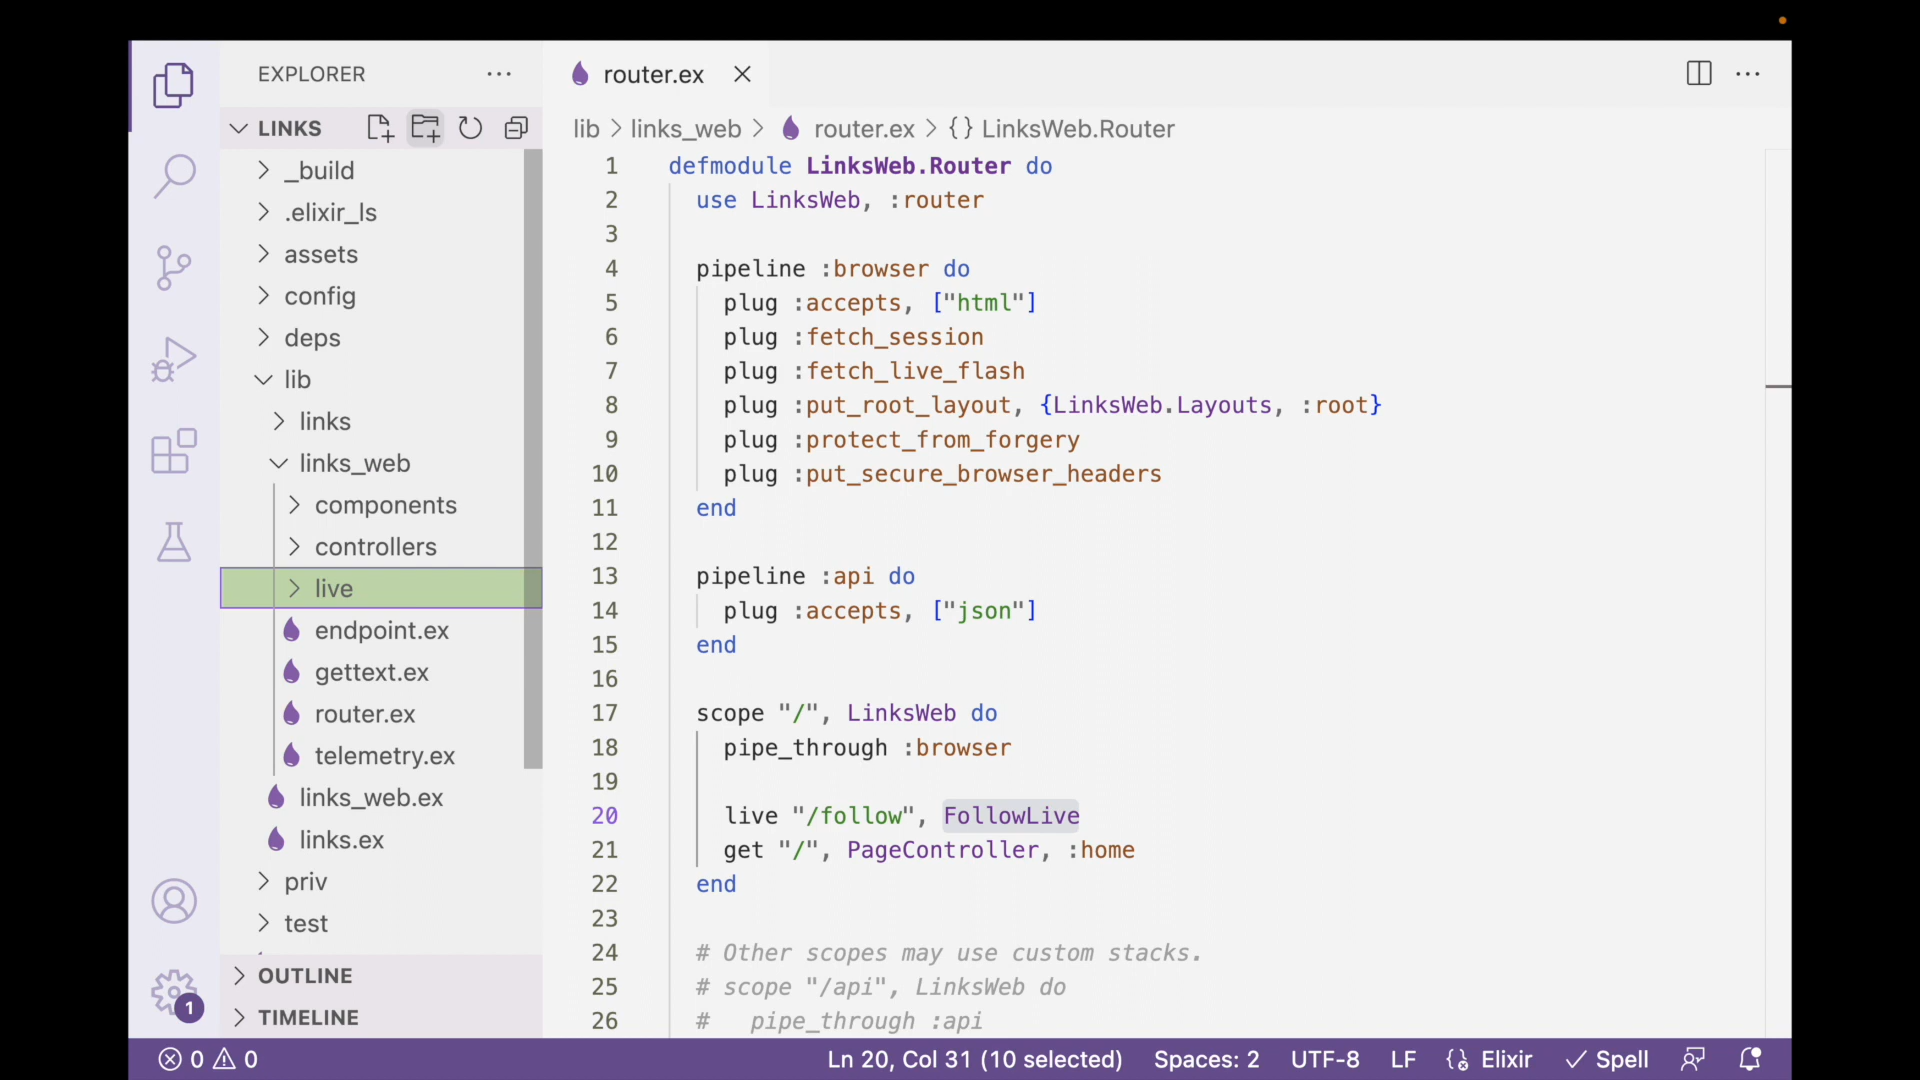 EXPLORER
LINKS
_build
.elixir_ls
assets
config
deps
lib
links
links_web
components
controllers
live
endpoint.ex
gettext.ex
router.ex
telemetry.ex
links_web.ex
links.ex
priv
test
OUTLINE
TIMELINE
1
router.ex
lib > links_web > router.ex > {} LinksWeb.Router
1 defmodule LinksWeb.Router do
2 use LinksWeb, :router
3
4 pipeline :browser do
5 plug :accepts, ["html"]
6 plug :fetch_session
7 plug :fetch_live_flash
8 plug :put_root_layout, {LinksWeb.Layouts, :root}
9 plug :protect_from_forgery
10 plug :put_secure_browser_headers
11 end
12
13 pipeline :api do
14 plug :accepts, ["json"]
15 end
16
17 scope "/", LinksWeb do
18 pipe_through :browser
19
20 live "/follow", FollowLive
21 get "/", PageController, :home
22 end
23
24 # Other scopes may use custom stacks.
25 # scope "/api", LinksWeb do
26 #   pipe_through :api
0 0 Ln 20, Col 31 (10 selected) Spaces: 2 UTF-8 LF Elixir Spell